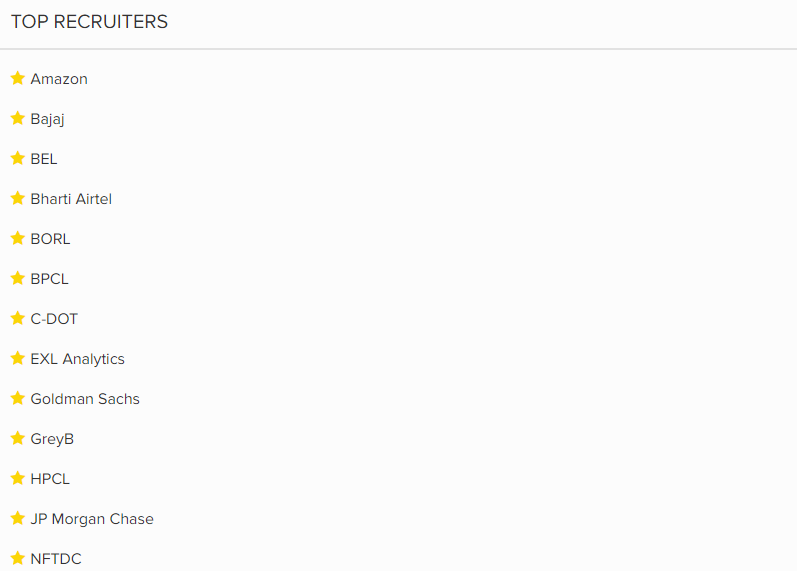 TOP RECRUITERS
Amazon
Bajaj
BEL
Bharti Airtel
BORL
BPCL
C-DOT
EXL Analytics
Goldman Sachs
GreyB
HPCL
JP Morgan Chase
NFTDC